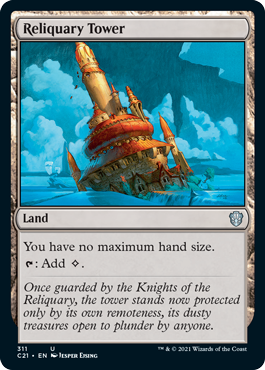 Reliquary Tower
Land
You have no maximum hand size.
: Add .
Once guarded by the Knights of the
Reliquary, the tower stands now protected
only by its own remoteness, its dusty
treasures open to plunder by anyone.
311 U
C21 • EN Jesper Ejsing
™ & © 2021 Wizards of the Coast